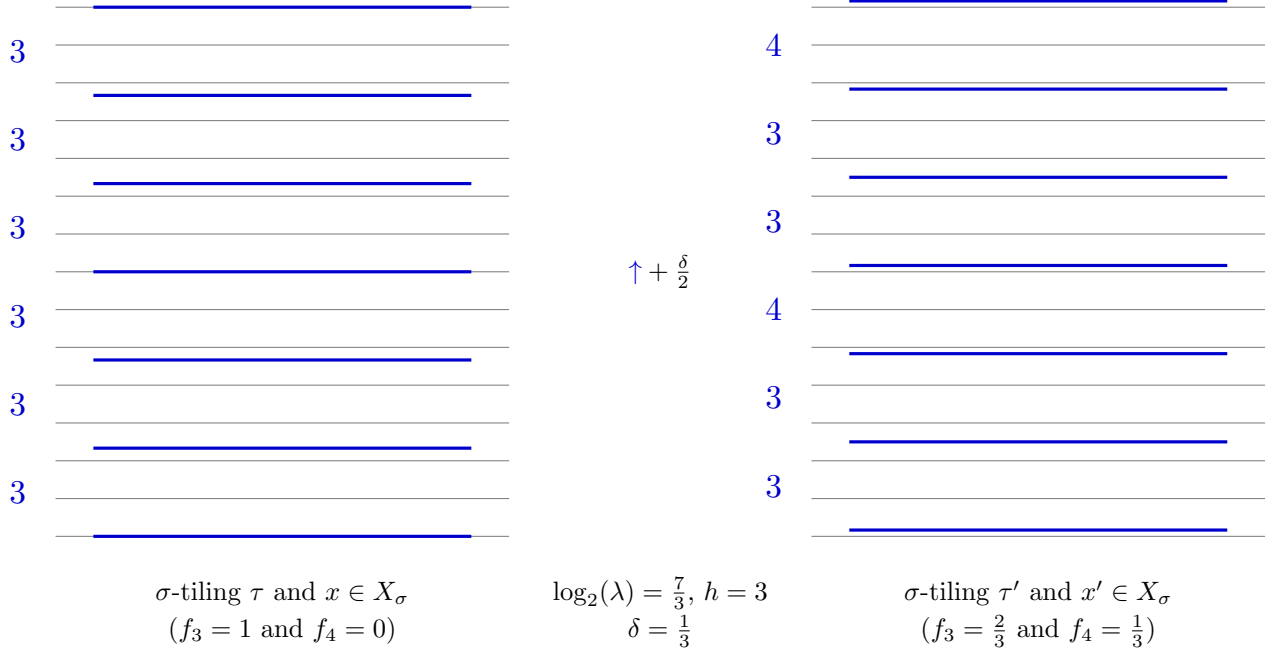 3
4
3
3
3
3
↑ + δ/2
3
4
3
3
3
3
σ-tiling τ and x ∈ X_σ
(f_3 = 1 and f_4 = 0)
log_2(λ) = 7/3, h = 3
δ = 1/3
σ-tiling τ′ and x′ ∈ X_σ
(f_3 = 2/3 and f_4 = 1/3)